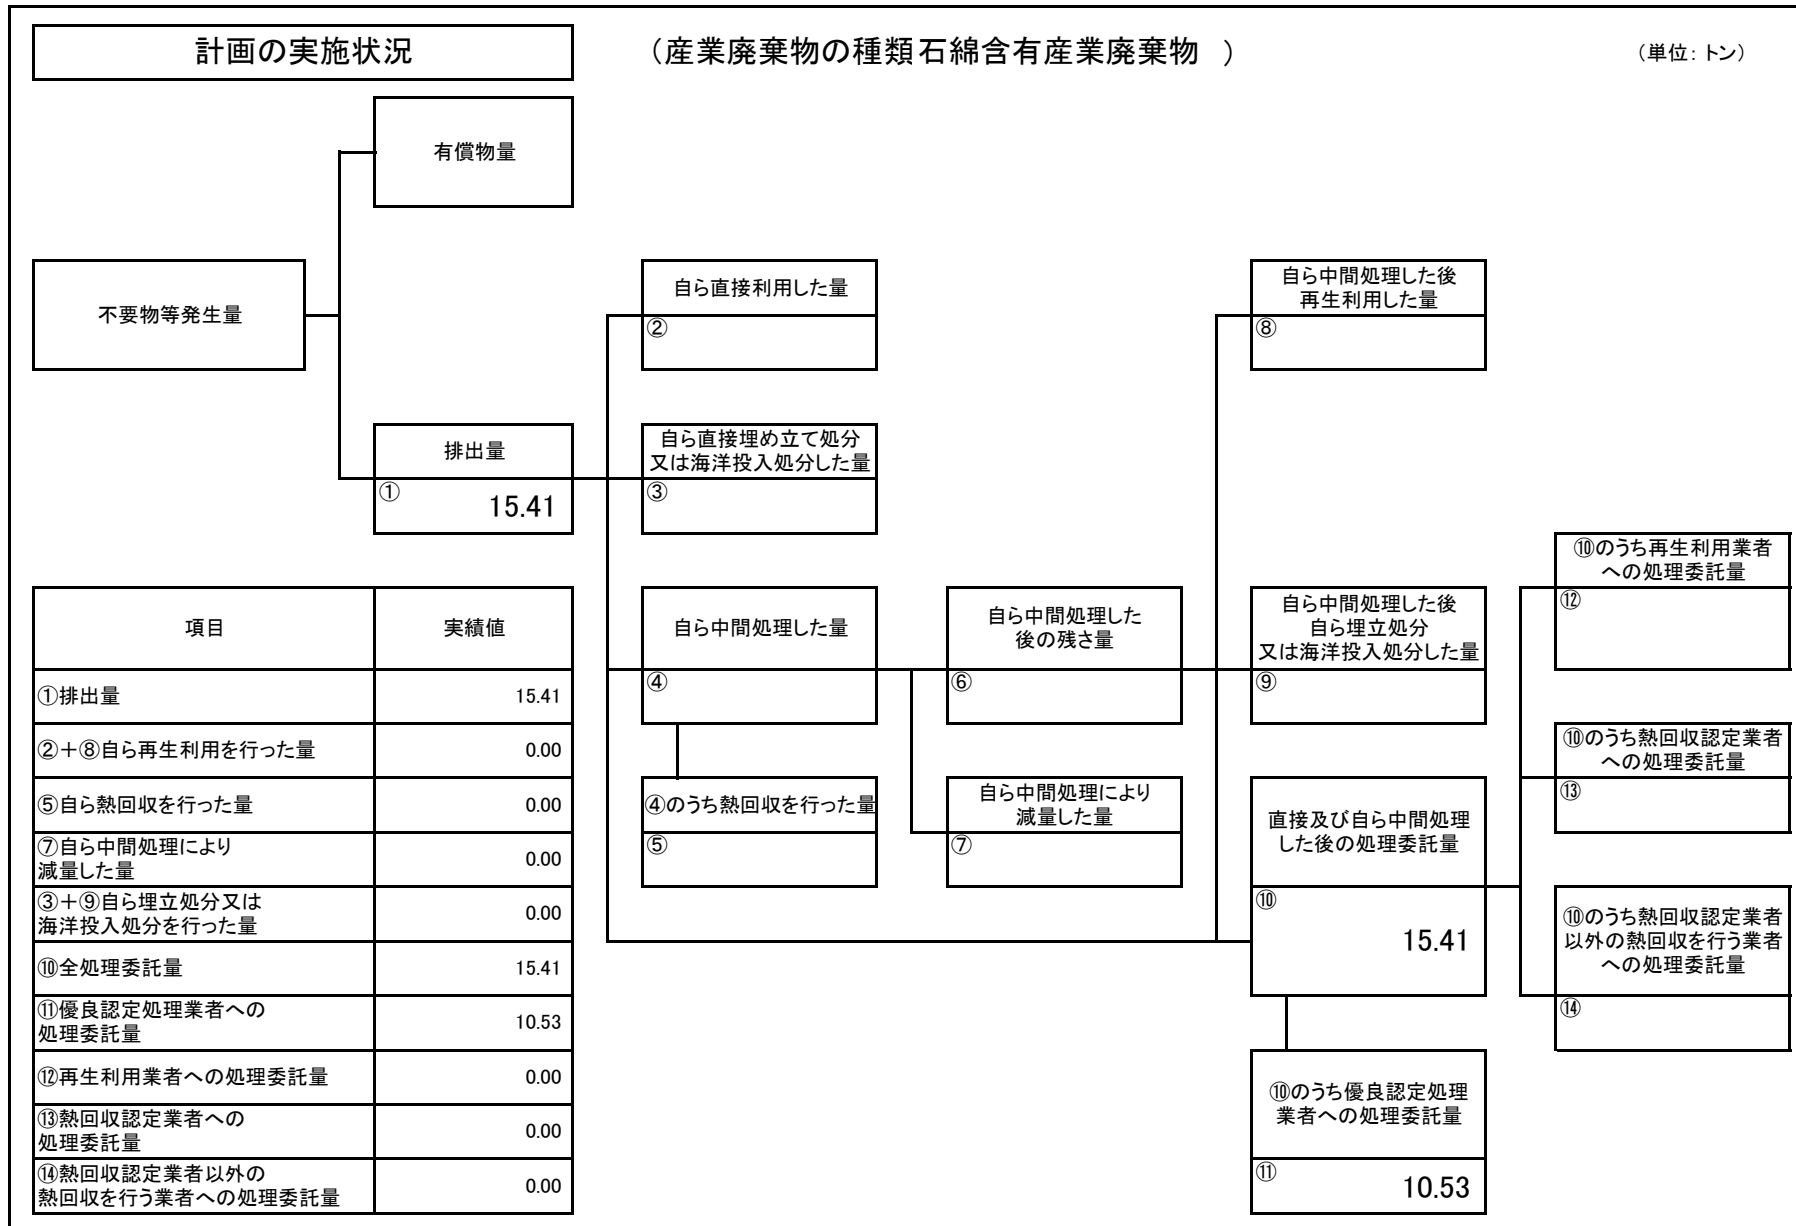 計画の実施状況
（産業廃棄物の種類 石綿含有産業廃棄物 ）
（単位：トン）
有償物量
不要物等発生量
自ら直接利用した量
②
自ら中間処理した後
再生利用した量
⑧
排出量
① 15.41
自ら直接埋め立て処分
又は海洋投入処分した量
③
⑩のうち再生利用業者
への処理委託量
⑫
自ら中間処理した量
④
自ら中間処理した
後の残さ量
⑥
自ら中間処理した後
自ら埋立処分
又は海洋投入処分した量
⑨
⑩のうち熱回収認定業者
への処理委託量
⑬
④のうち熱回収を行った量
⑤
自ら中間処理により
減量した量
⑦
直接及び自ら中間処理
した後の処理委託量
⑩
15.41
⑩のうち熱回収認定業者
以外の熱回収を行う業者
への処理委託量
⑭
⑩のうち優良認定処理
業者への処理委託量
⑪ 10.53
項目 実績値
①排出量 15.41
②＋⑧自ら再生利用を行った量 0.00
⑤自ら熱回収を行った量 0.00
⑦自ら中間処理により
減量した量 0.00
③＋⑨自ら埋立処分又は
海洋投入処分を行った量 0.00
⑩全処理委託量 15.41
⑪優良認定処理業者への
処理委託量 10.53
⑫再生利用業者への処理委託量 0.00
⑬熱回収認定業者への
処理委託量 0.00
⑭熱回収認定業者以外の
熱回収を行う業者への処理委託量 0.00